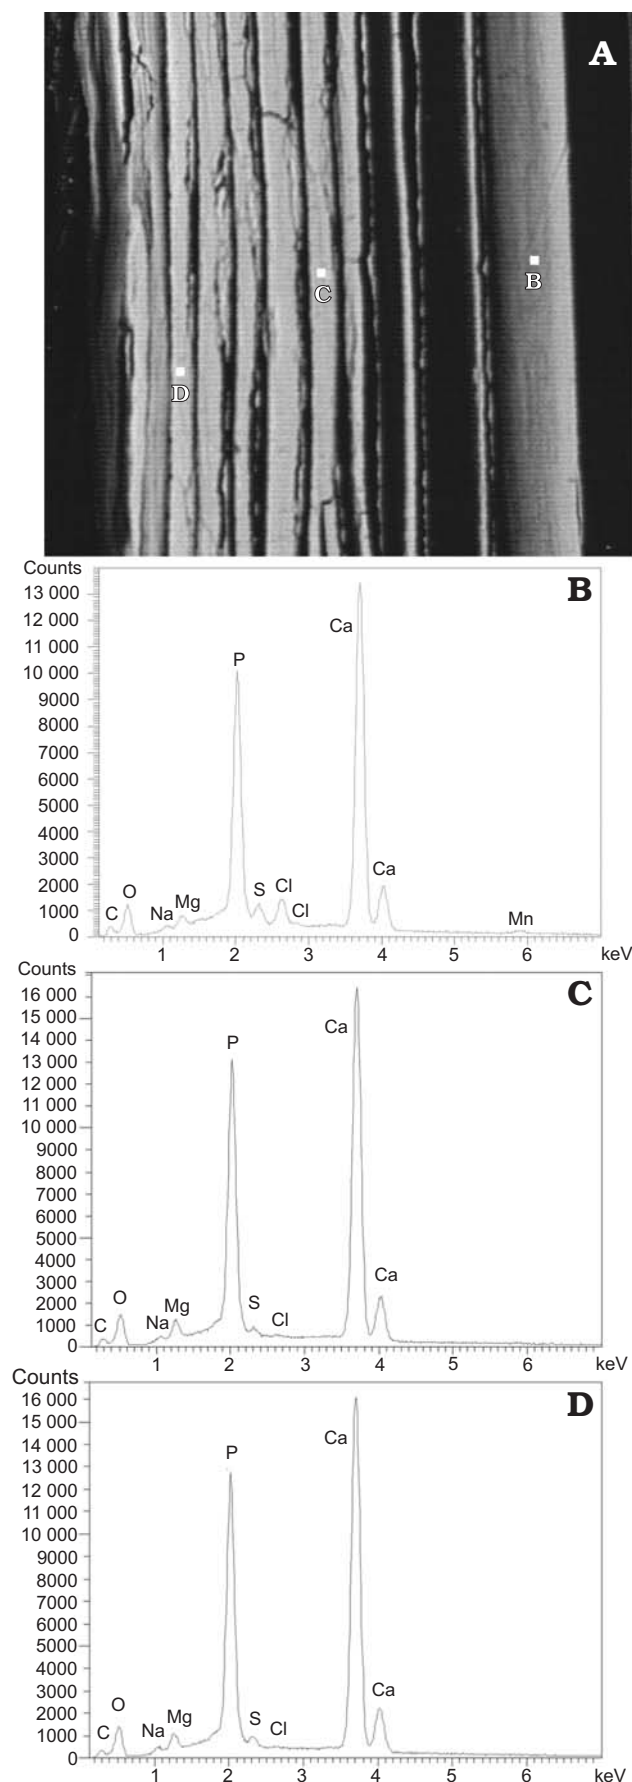 A
C
B
D
Counts
B
13 000
12 000
11 000
10 000
9000
8000
7000
6000
5000
4000
3000
2000
1000
0
C
O
Na
Mg
P
S
Cl
Cl
Ca
Ca
Mn
1 2 3 4 5 6 keV
Counts
C
16 000
15 000
14 000
13 000
12 000
11 000
10 000
9000
8000
7000
6000
5000
4000
3000
2000
1000
0
C
O
Na
Mg
P
S
Cl
Ca
Ca
1 2 3 4 5 6 keV
Counts
D
16 000
15 000
14 000
13 000
12 000
11 000
10 000
9000
8000
7000
6000
5000
4000
3000
2000
1000
0
C
O
Na
Mg
P
S
Cl
Ca
Ca
1 2 3 4 5 6 keV